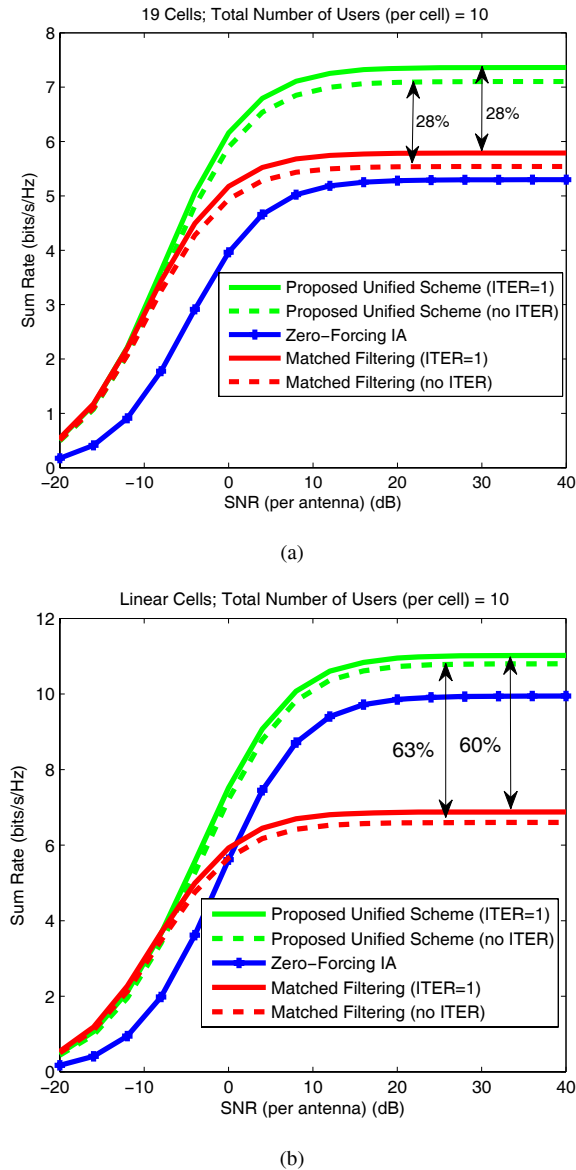 19 Cells; Total Number of Users (per cell) = 10
8
7
6
5
4
3
2
1
0
Sum Rate (bits/s/Hz)
28%
28%
Proposed Unified Scheme (ITER=1)
Proposed Unified Scheme (no ITER)
Zero-Forcing IA
Matched Filtering (ITER=1)
Matched Filtering (no ITER)
−20 −10 0 10 20 30 40
SNR (per antenna) (dB)
(a)
Linear Cells; Total Number of Users (per cell) = 10
12
10
8
6
4
2
0
Sum Rate (bits/s/Hz)
63%
60%
Proposed Unified Scheme (ITER=1)
Proposed Unified Scheme (no ITER)
Zero-Forcing IA
Matched Filtering (ITER=1)
Matched Filtering (no ITER)
−20 −10 0 10 20 30 40
SNR (per antenna) (dB)
(b)